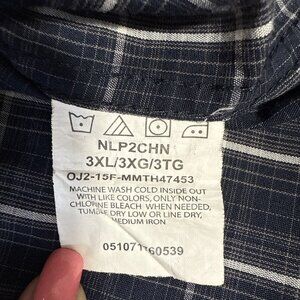 NLP2CHN
3XL/3XG/3TG
OJ2-15F-MMTH47453
MACHINE WASH COLD INSIDE OUT
WITH LIKE COLORS, ONLY NON-
CHLORINE BLEACH WHEN NEEDED,
TUMBLE DRY LOW OR LINE DRY,
MEDIUM IRON